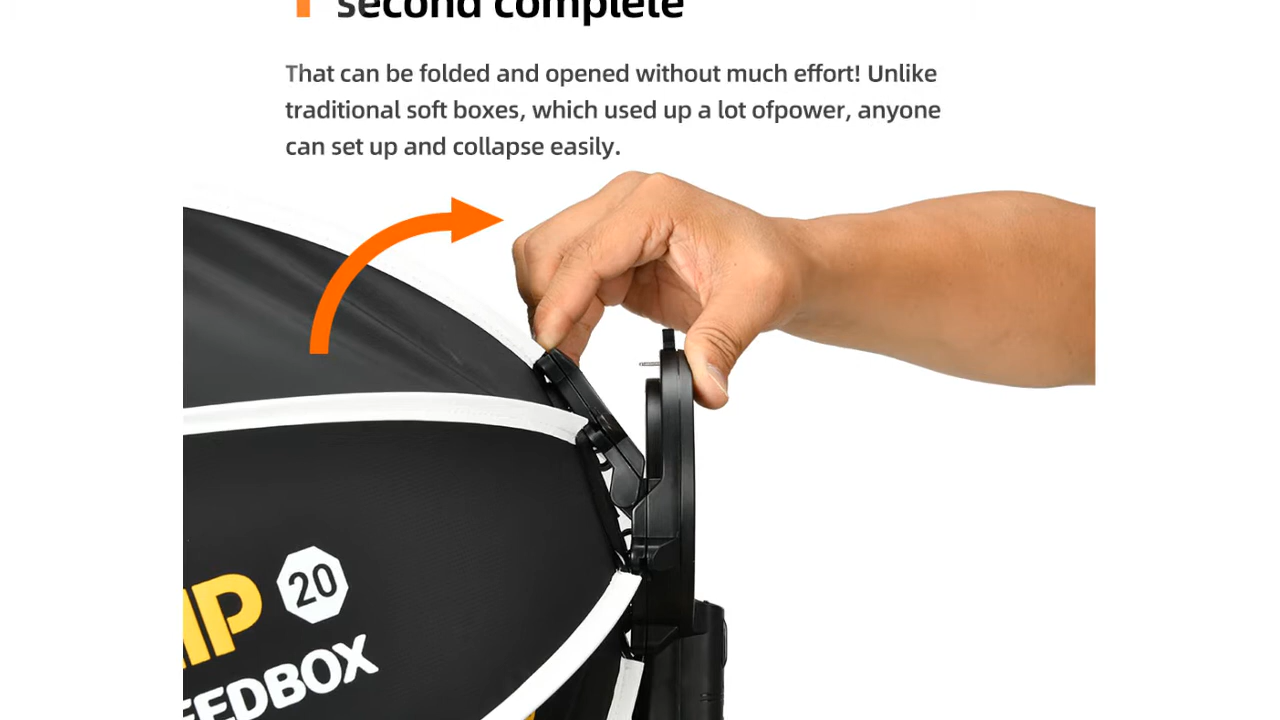 second complete
That can be folded and opened without much effort! Unlike
traditional soft boxes, which used up a lot ofpower, anyone
can set up and collapse easily.
20